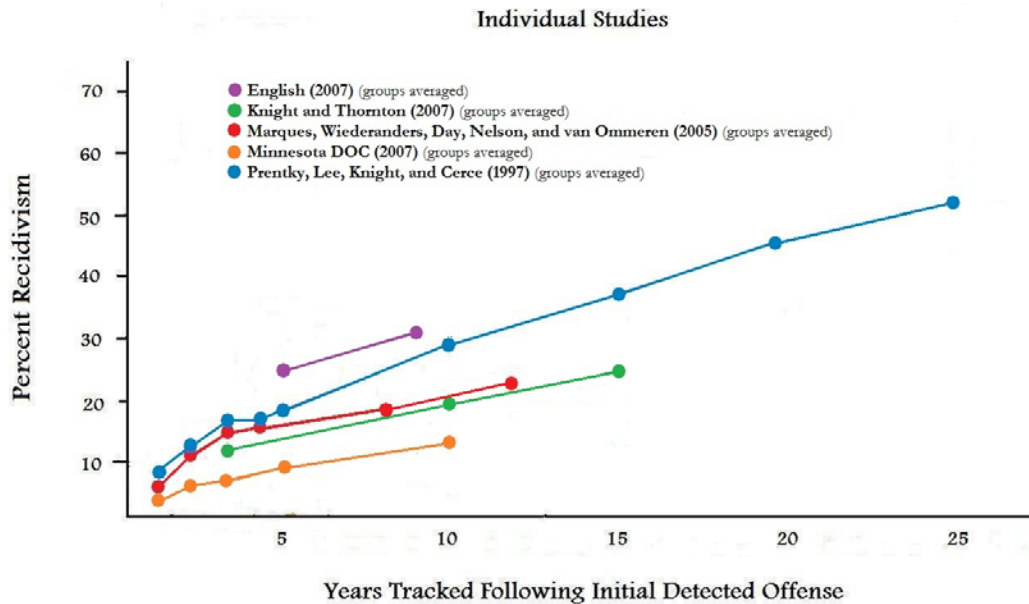 Individual Studies
70
60
50
40
30
20
10
English (2007) (groups averaged)
Knight and Thornton (2007) (groups averaged)
Marques, Wiederanders, Day, Nelson, and van Ommeren (2005) (groups averaged)
Minnesota DOC (2007) (groups averaged)
Prentky, Lee, Knight, and Cerce (1997) (groups averaged)
Percent Recidivism
5 10 15 20 25
Years Tracked Following Initial Detected Offense